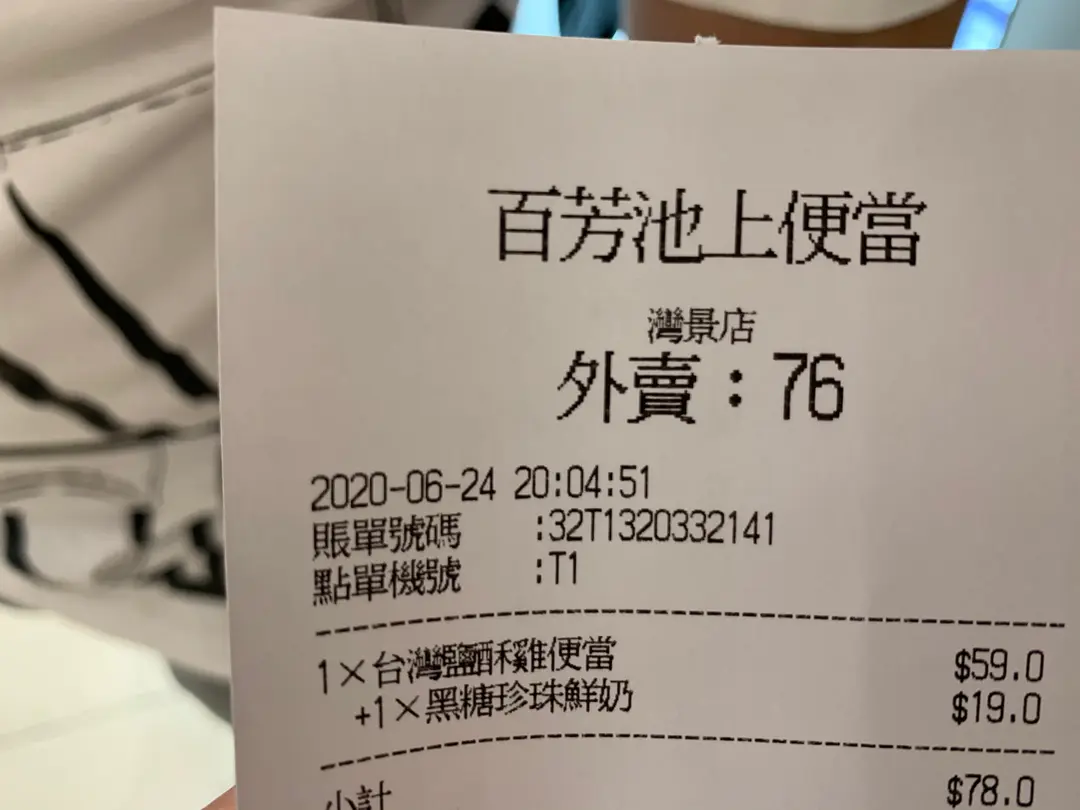 百芳池上便當
灣景店
外賣：76
2020-06-24 20:04:51
賬單號碼 :32T1320332141
點單機號 :T1
1×台灣鹽酥雞便當 $59.0
+1×黑糖珍珠鮮奶 $19.0
小計 $78.0